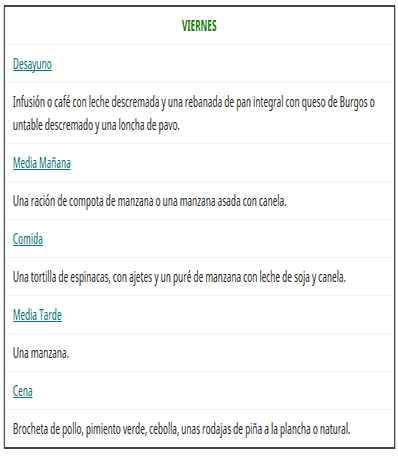 VIERNES
Desayuno
Infusión o café con leche descremada y una rebanada de pan integral con queso de Burgos o
untable descremado y una loncha de pavo.
Media Mañana
Una ración de compota de manzana o una manzana asada con canela.
Comida
Una tortilla de espinacas, con ajetes y un puré de manzana con leche de soja y canela.
Media Tarde
Una manzana.
Cena
Brocheta de pollo, pimiento verde, cebolla, unas rodajas de piña a la plancha o natural.